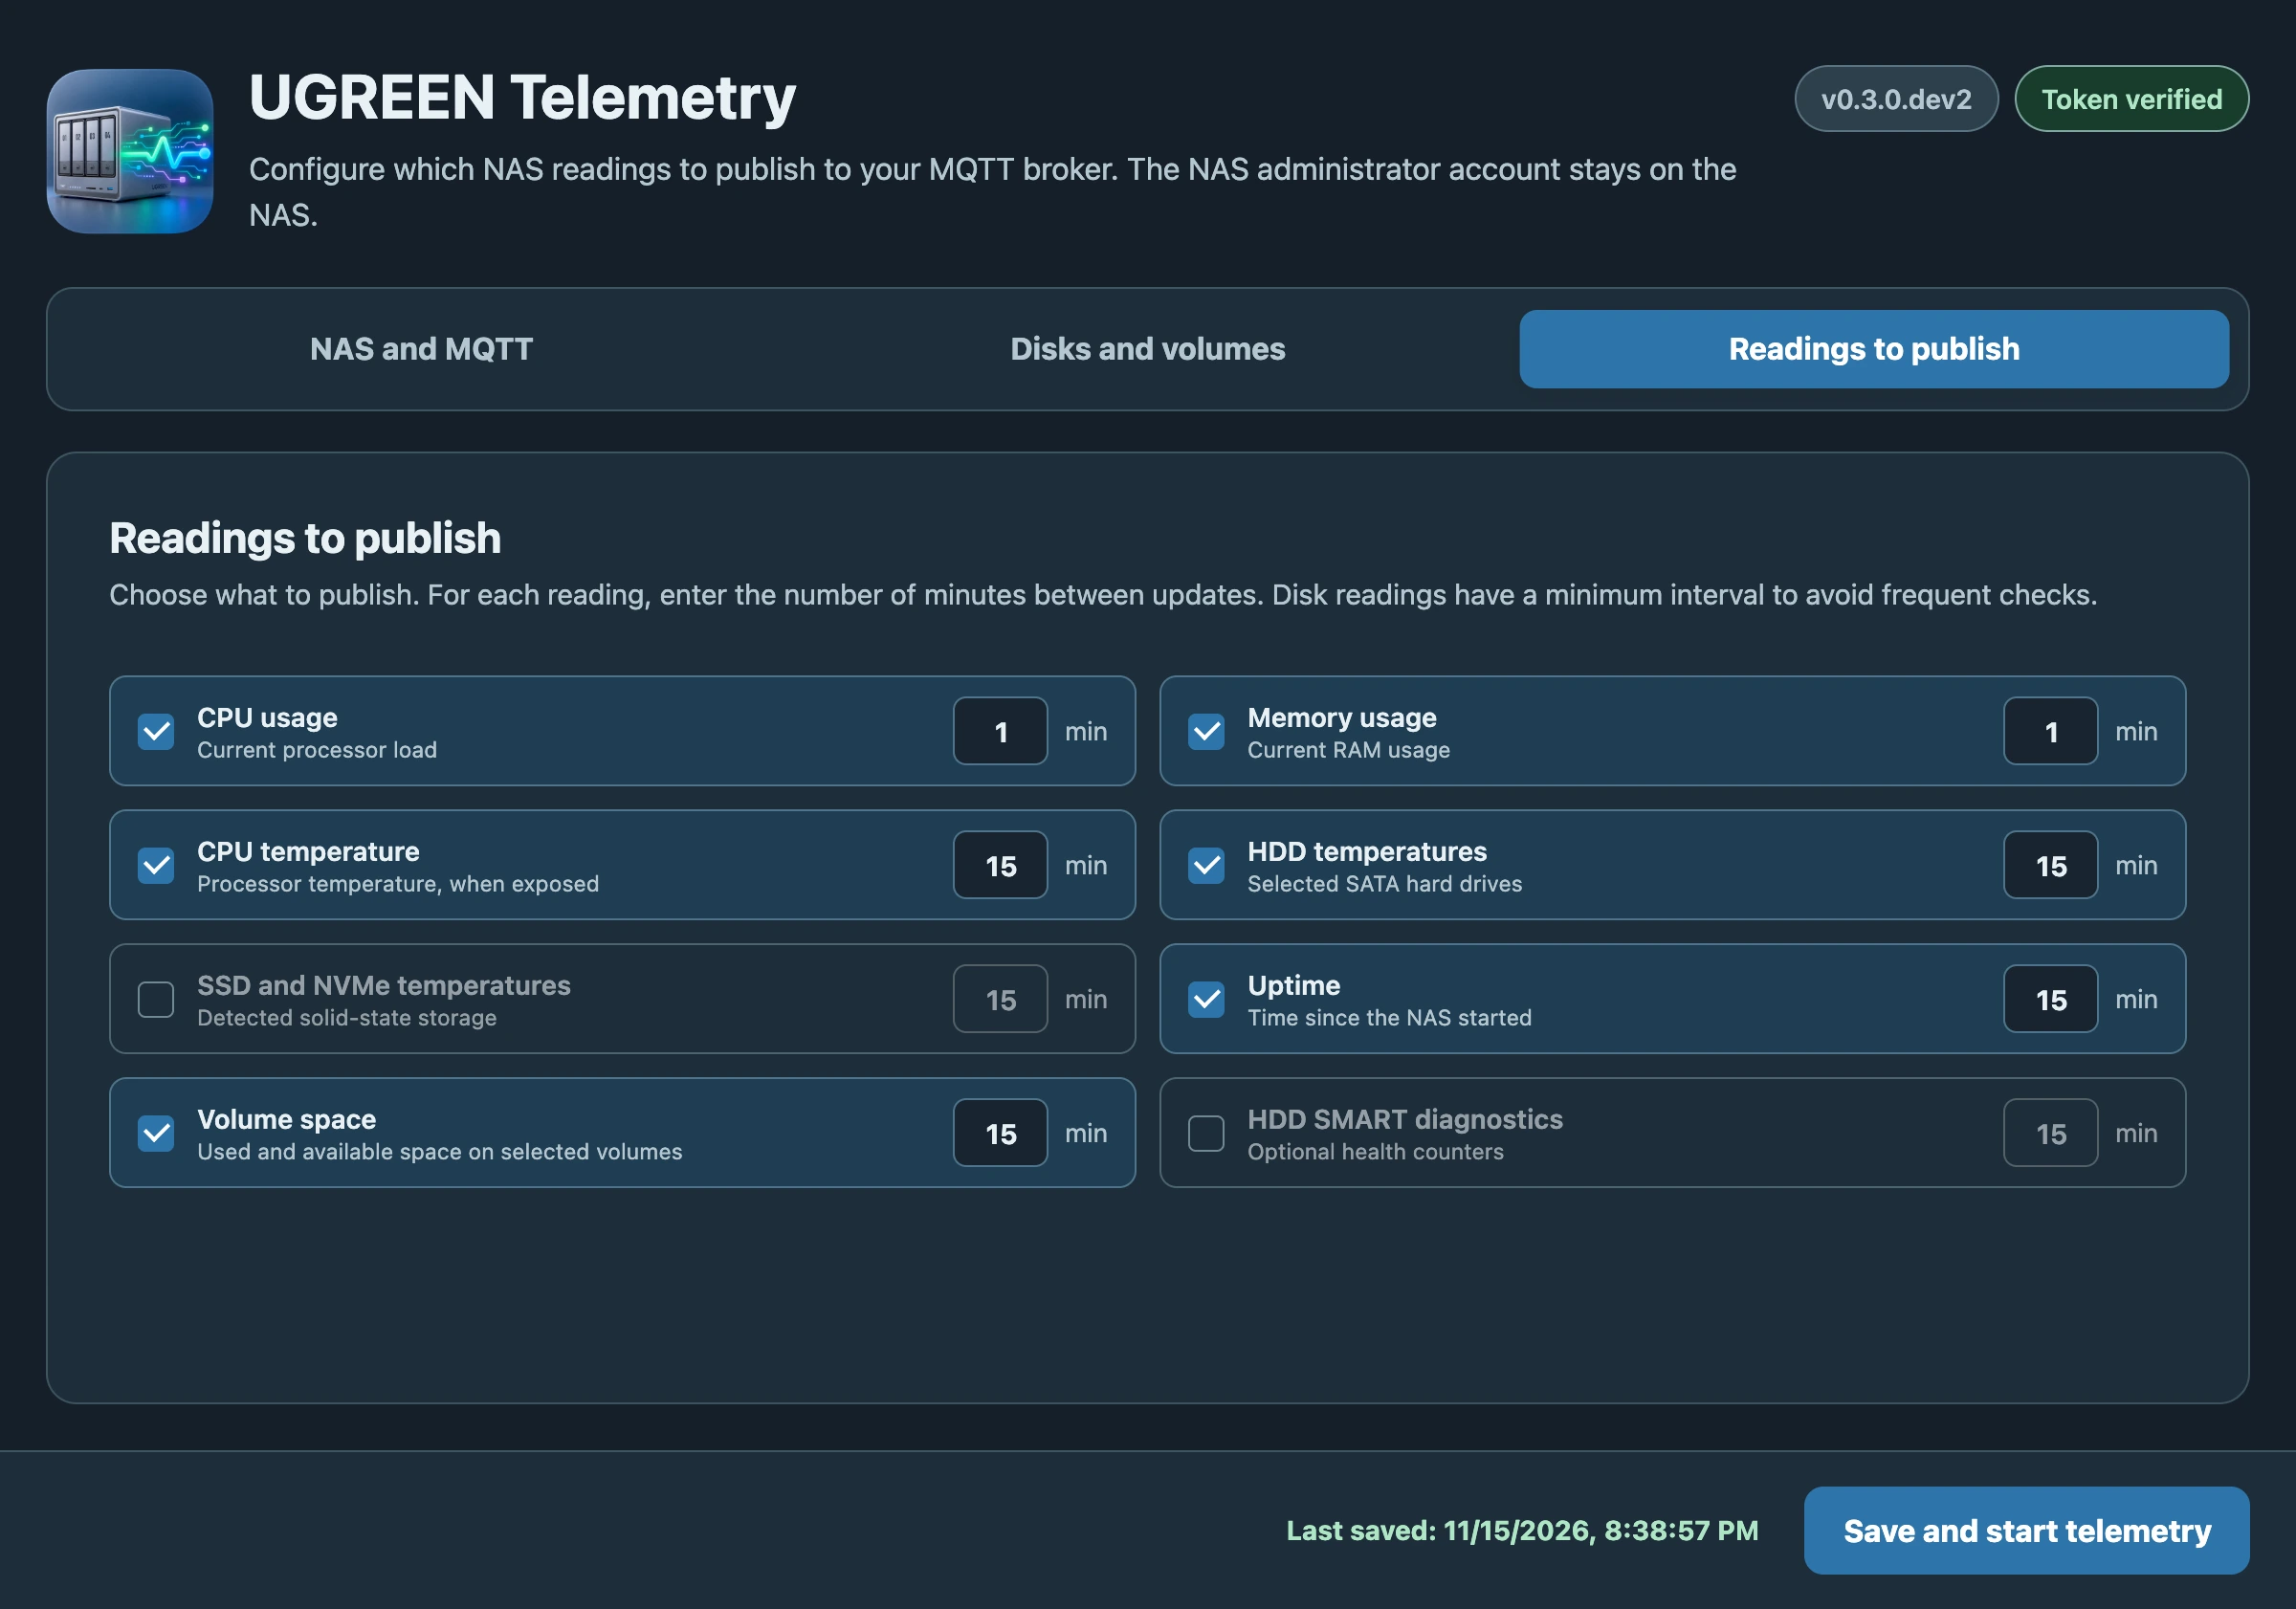 UGREEN Telemetry
v0.3.0.dev2
Token verified
Configure which NAS readings to publish to your MQTT broker. The NAS administrator account stays on the
NAS.
NAS and MQTT
Disks and volumes
Readings to publish
Readings to publish
Choose what to publish. For each reading, enter the number of minutes between updates. Disk readings have a minimum interval to avoid frequent checks.
CPU usage
Current processor load
1 min
Memory usage
Current RAM usage
1 min
CPU temperature
Processor temperature, when exposed
15 min
HDD temperatures
Selected SATA hard drives
15 min
SSD and NVMe temperatures
Detected solid-state storage
15 min
Uptime
Time since the NAS started
15 min
Volume space
Used and available space on selected volumes
15 min
HDD SMART diagnostics
Optional health counters
15 min
Last saved: 11/15/2026, 8:38:57 PM
Save and start telemetry